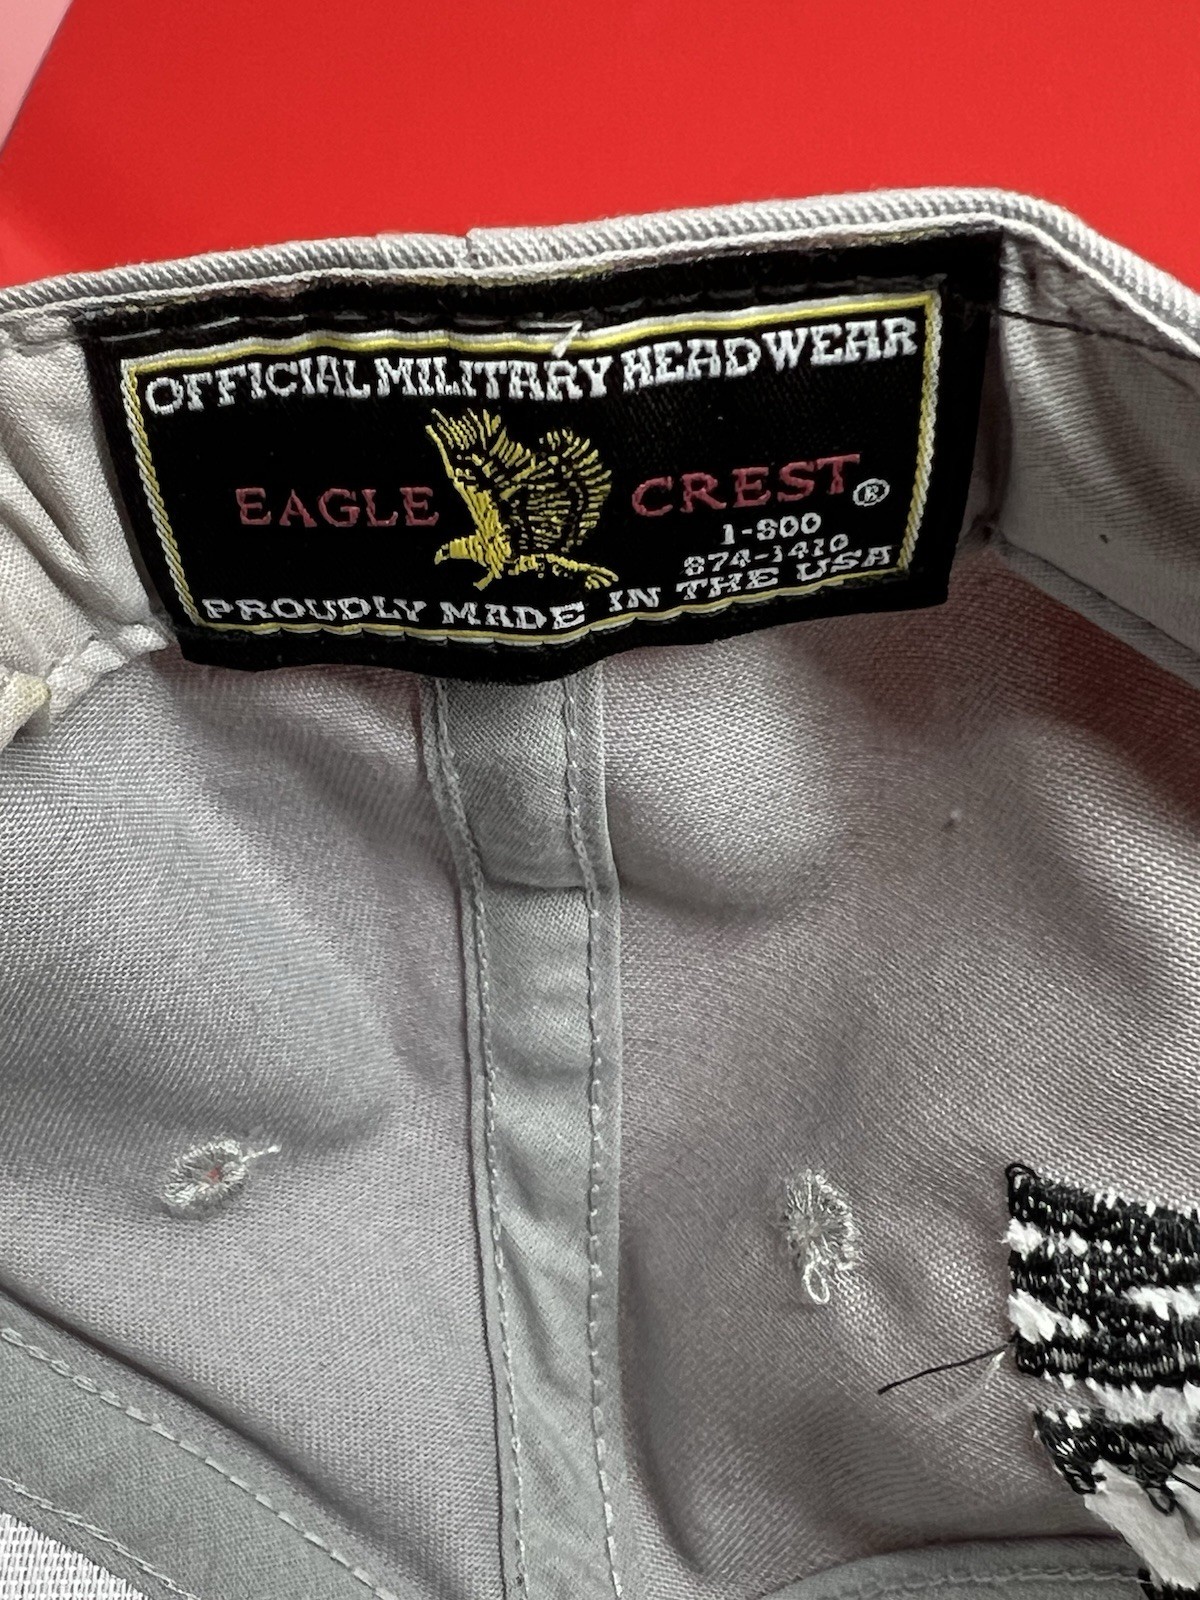 OFFICIAL MILITARY HEADWEAR
EAGLE CREST®
1-800
874-1410
PROUDLY MADE IN THE USA